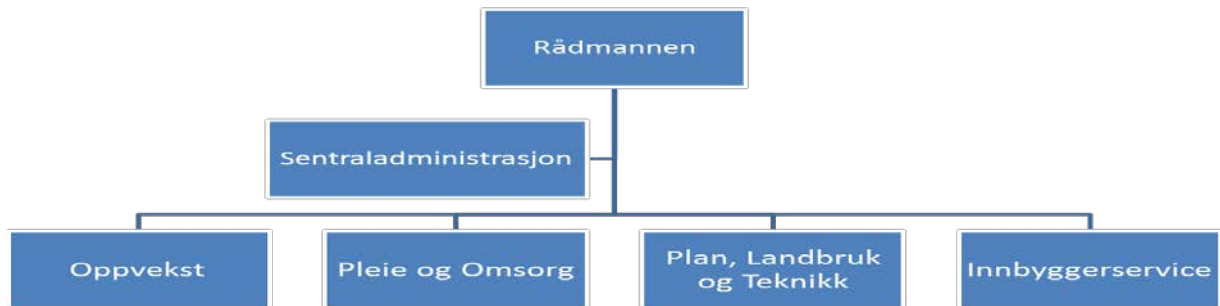 Rådmannen
Sentraladministrasjon
Oppvekst
Pleie og Omsorg
Plan, Landbruk
og Teknikk
Innbyggerservice